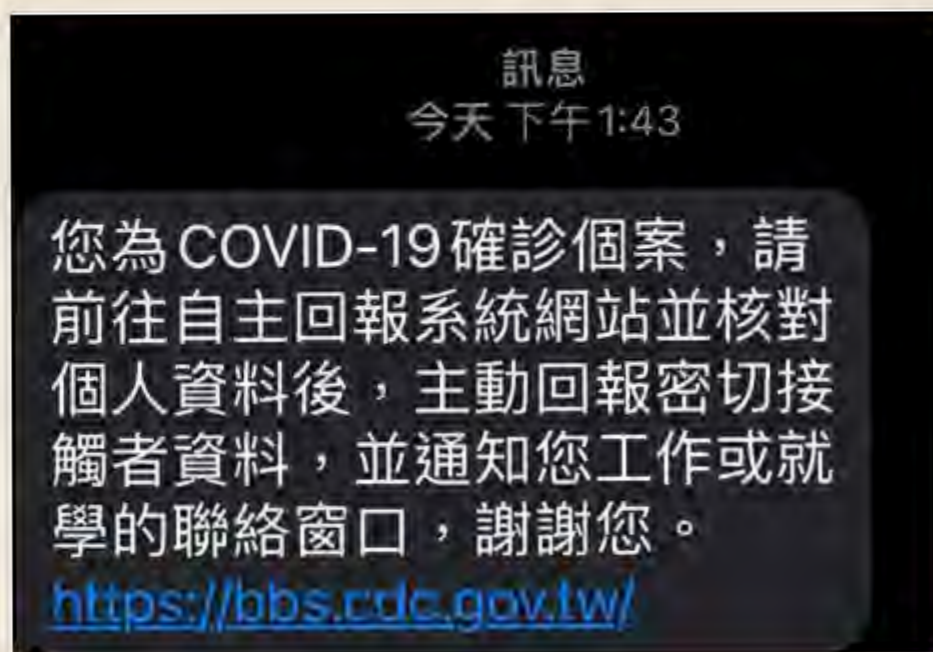 訊息
今天 下午1:43
您為COVID-19確診個案，請
前往自主回報系統網站並核對
個人資料後，主動回報密切接
觸者資料，並通知您工作或就
學的聯絡窗口，謝謝您。
https://bbs.cdc.gov.tw/